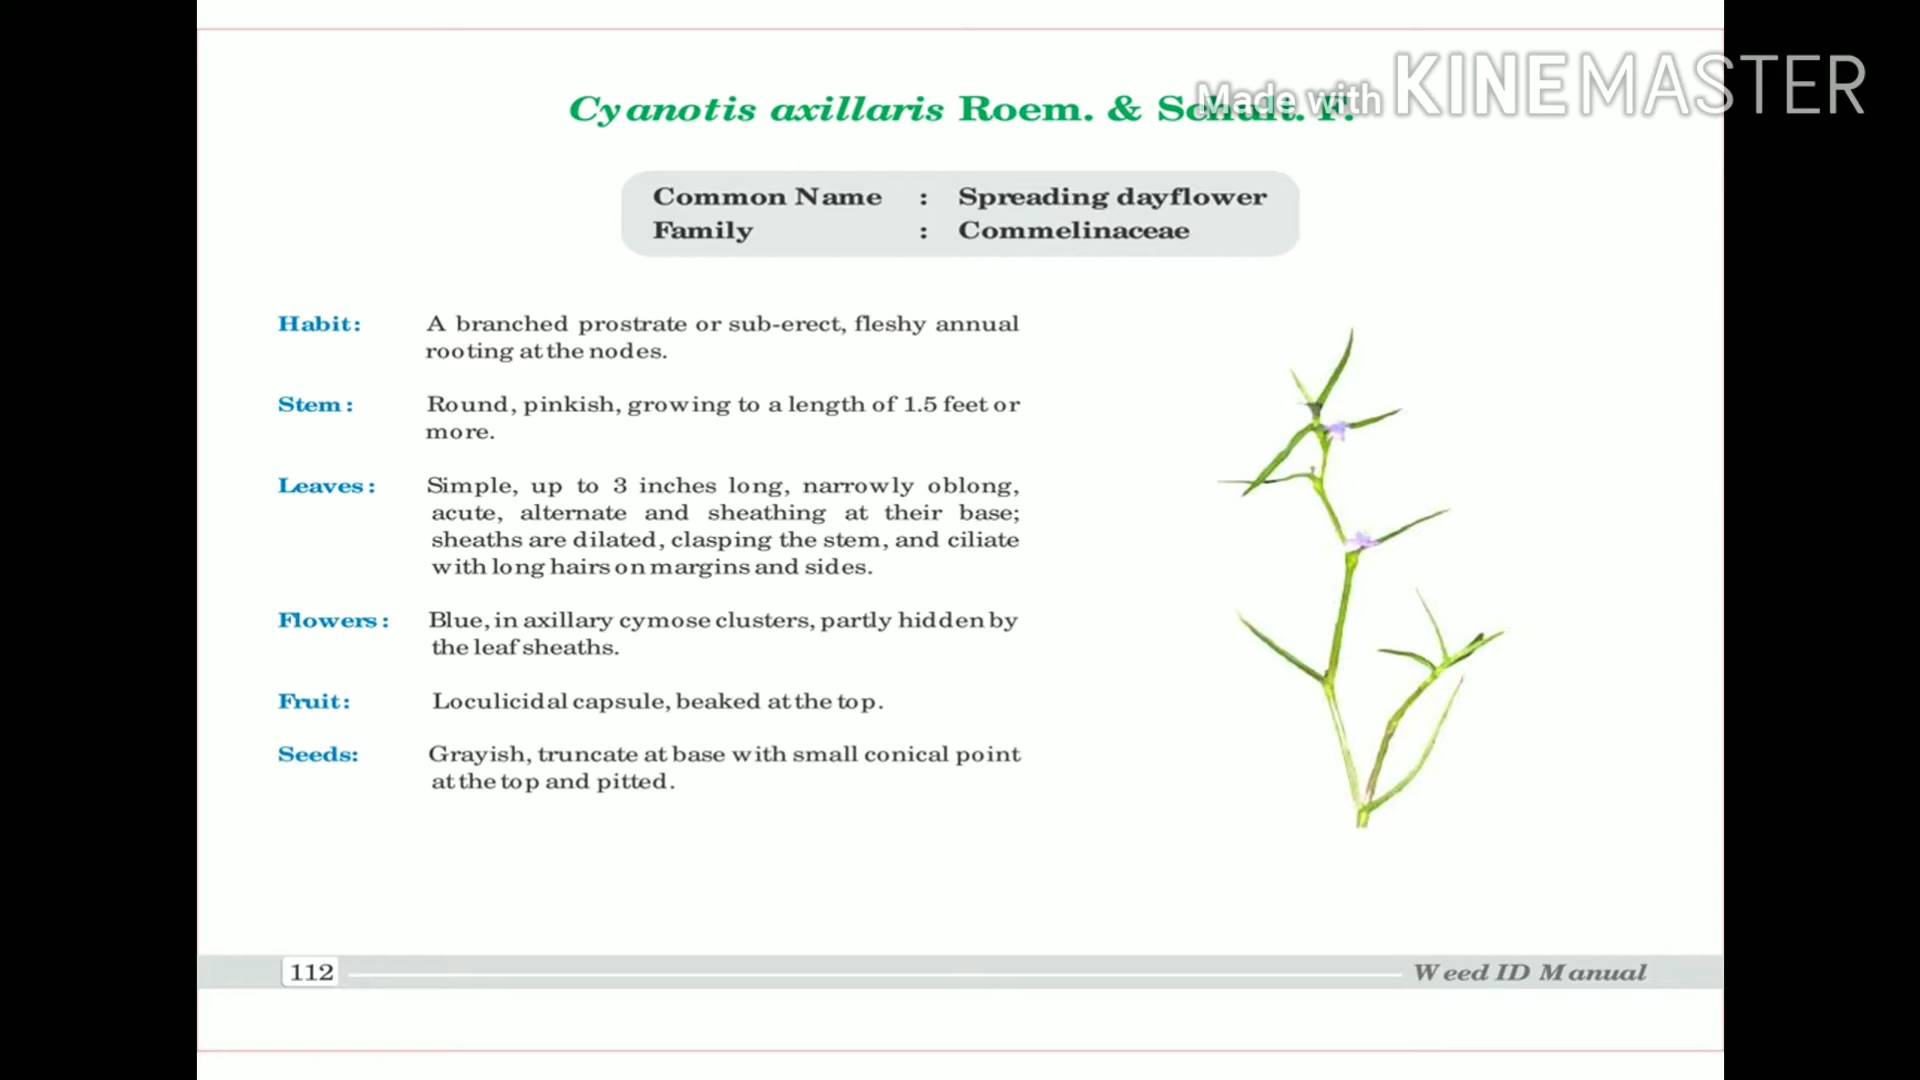 Made with KINEMASTER
Cyanotis axillaris Roem. & Schult. F.
Common Name : Spreading dayflower
Family : Commelinaceae
Habit: A branched prostrate or sub-erect, fleshy annual
rooting at the nodes.
Stem: Round, pinkish, growing to a length of 1.5 feet or
more.
Leaves: Simple, up to 3 inches long, narrowly oblong,
acute, alternate and sheathing at their base;
sheaths are dilated, clasping the stem, and ciliate
with long hairs on margins and sides.
Flowers: Blue, in axillary cymose clusters, partly hidden by
the leaf sheaths.
Fruit: Loculicidal capsule, beaked at the top.
Seeds: Grayish, truncate at base with small conical point
at the top and pitted.
112
Weed ID Manual